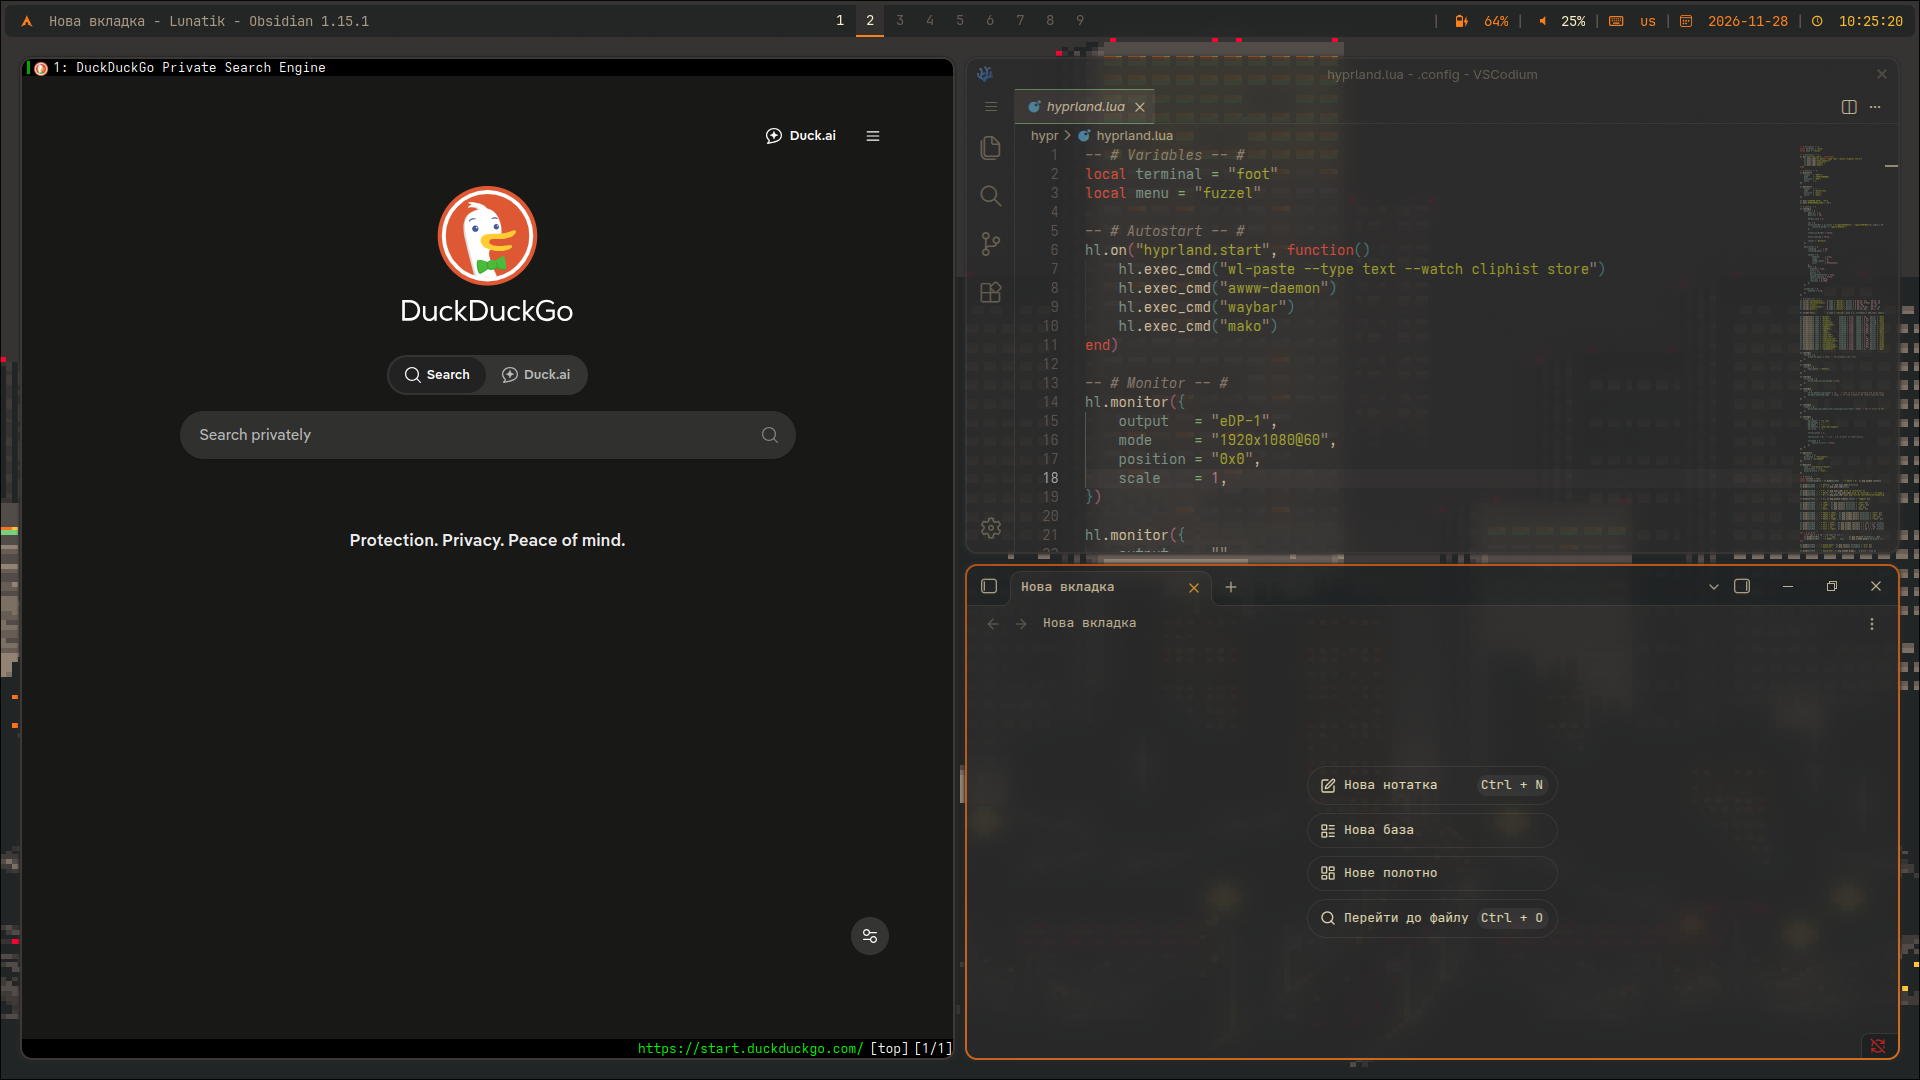 Нова вкладка - Lunatik - Obsidian 1.15.1
1 2 3 4 5 6 7 8 9
| 64% | 25% | us | 2026-11-28 | 10:25:20
1: DuckDuckGo Private Search Engine
Duck.ai
DuckDuckGo
Search Duck.ai
Search privately
Protection. Privacy. Peace of mind.
https://start.duckduckgo.com/ [top] [1/1]
hyprland.lua - .config - VSCodium
hyprland.lua
hypr > hyprland.lua
1 -- # Variables -- #
2 local terminal = "foot"
3 local menu = "fuzzel"
4
5 -- # Autostart -- #
6 hl.on("hyprland.start", function()
7 hl.exec_cmd("wl-paste --type text --watch cliphist store")
8 hl.exec_cmd("awww-daemon")
9 hl.exec_cmd("waybar")
10 hl.exec_cmd("mako")
11 end)
12
13 -- # Monitor -- #
14 hl.monitor({
15 output = "eDP-1",
16 mode = "1920x1080@60",
17 position = "0x0",
18 scale = 1,
19 })
20
21 hl.monitor({
Нова вкладка
Нова вкладка
Нова нотатка Ctrl + N
Нова база
Нове полотно
Перейти до файлу Ctrl + O